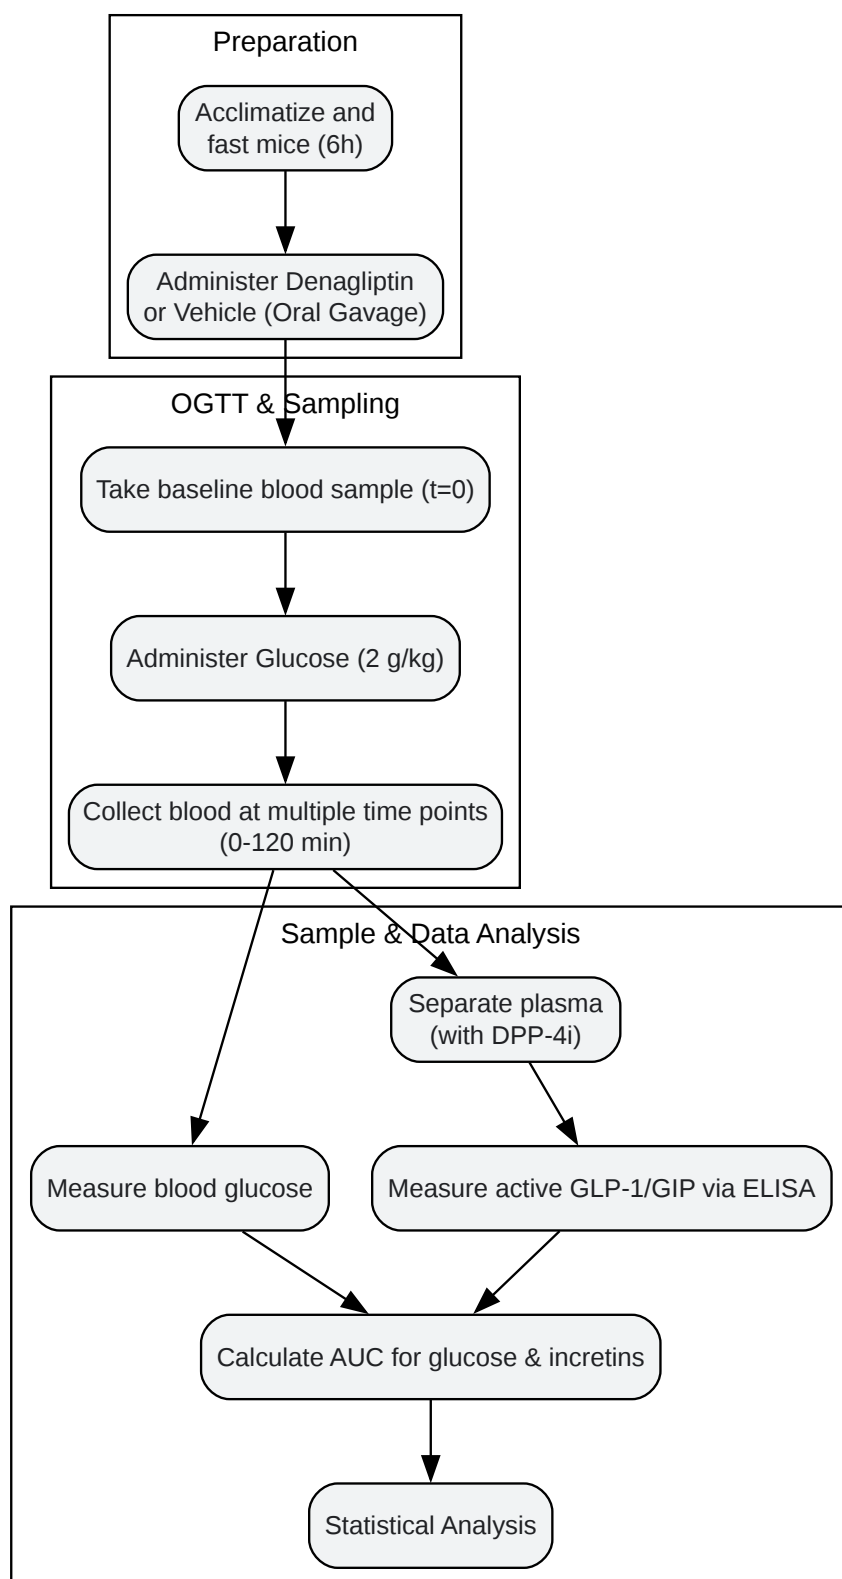 Preparation
Acclimatize and
fast mice (6h)
Administer Denagliptin
or Vehicle (Oral Gavage)
OGTT & Sampling
Take baseline blood sample (t=0)
Administer Glucose (2 g/kg)
Collect blood at multiple time points
(0-120 min)
Sample & Data Analysis
Separate plasma
(with DPP-4i)
Measure blood glucose
Measure active GLP-1/GIP via ELISA
Calculate AUC for glucose & incretins
Statistical Analysis